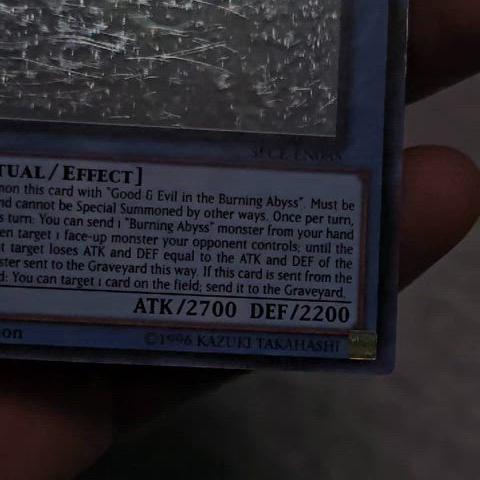 TUAL/EFFECT]
mon this card with "Good & Evil in the Burning Abyss". Must be
nd cannot be Special Summoned by other ways. Once per turn,
s turn: You can send 1 "Burning Abyss" monster from your hand
en target 1 face-up monster your opponent controls; until the
t target loses ATK and DEF equal to the ATK and DEF of the
ster sent to the Graveyard this way. If this card is sent from the
d: You can target 1 card on the field; send it to the Graveyard.
ATK/2700 DEF/2200
on
©1996 KAZUKI TAKAHASHI